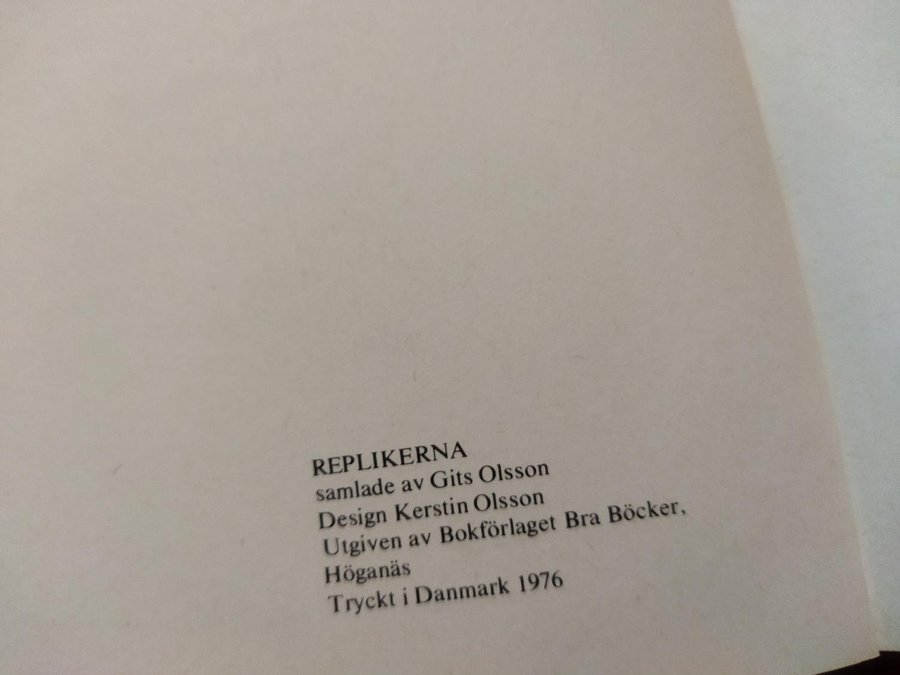 REPLIKERNA
samlade av Gits Olsson
Design Kerstin Olsson
Utgiven av Bokförlaget Bra Böcker,
Höganäs
Tryckt i Danmark 1976